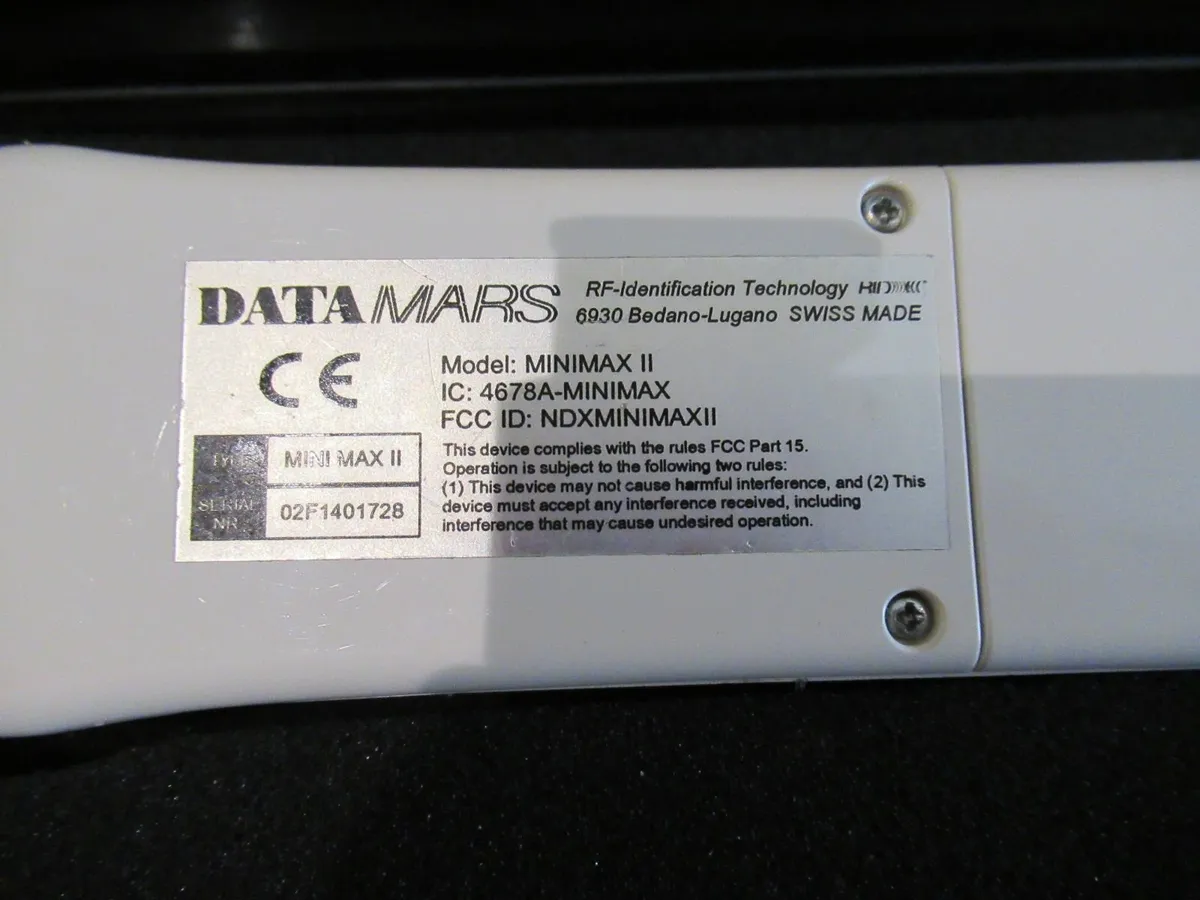 DATAMARS
RF-Identification Technology
6930 Bedano-Lugano SWISS MADE
CE
Model: MINIMAX II
IC: 4678A-MINIMAX
FCC ID: NDXMINIMAXII
TYPE MINI MAX II
SERIAL NR 02F1401728
This device complies with the rules FCC Part 15.
Operation is subject to the following two rules:
(1) This device may not cause harmful interference, and (2) This
device must accept any interference received, including
interference that may cause undesired operation.